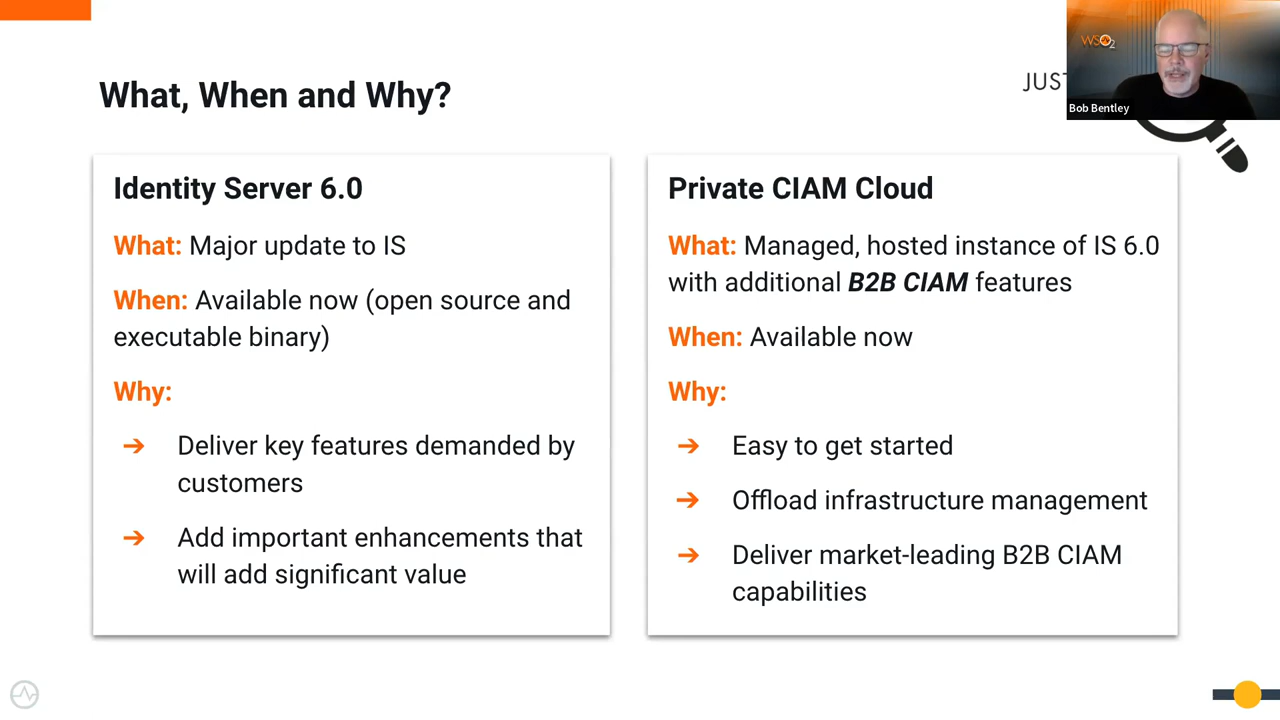 What, When and Why?
JUST
WSO2
Bob Bentley
Identity Server 6.0
What: Major update to IS
When: Available now (open source and
executable binary)
Why:
➔ Deliver key features demanded by
customers
➔ Add important enhancements that
will add significant value
Private CIAM Cloud
What: Managed, hosted instance of IS 6.0
with additional B2B CIAM features
When: Available now
Why:
➔ Easy to get started
➔ Offload infrastructure management
➔ Deliver market-leading B2B CIAM
capabilities